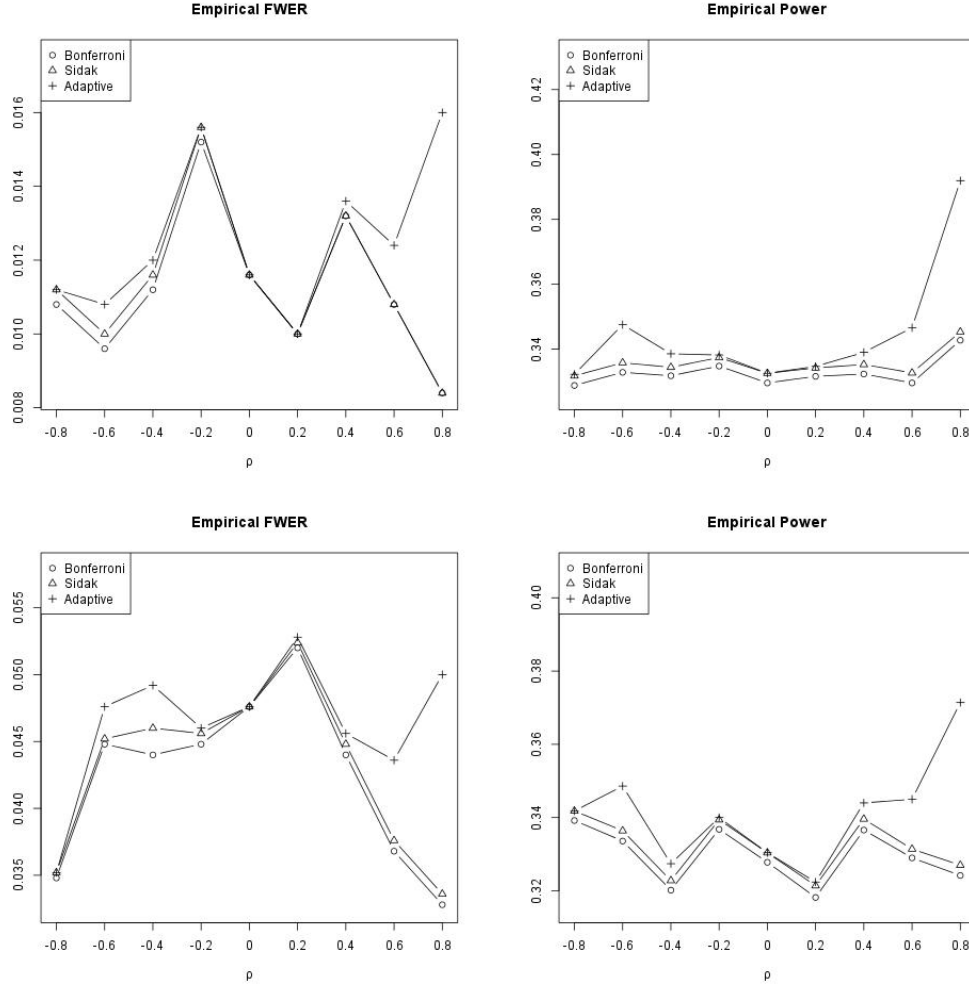 Empirical FWER
Bonferroni
Sidak
Adaptive
0.016
0.014
0.012
0.010
0.008
-0.8 -0.6 -0.4 -0.2 0 0.2 0.4 0.6 0.8
ρ
Empirical Power
Bonferroni
Sidak
Adaptive
0.42
0.40
0.38
0.36
0.34
-0.8 -0.6 -0.4 -0.2 0 0.2 0.4 0.6 0.8
ρ
Empirical FWER
Bonferroni
Sidak
Adaptive
0.055
0.050
0.045
0.040
0.035
-0.8 -0.6 -0.4 -0.2 0 0.2 0.4 0.6 0.8
ρ
Empirical Power
Bonferroni
Sidak
Adaptive
0.40
0.38
0.36
0.34
0.32
-0.8 -0.6 -0.4 -0.2 0 0.2 0.4 0.6 0.8
ρ